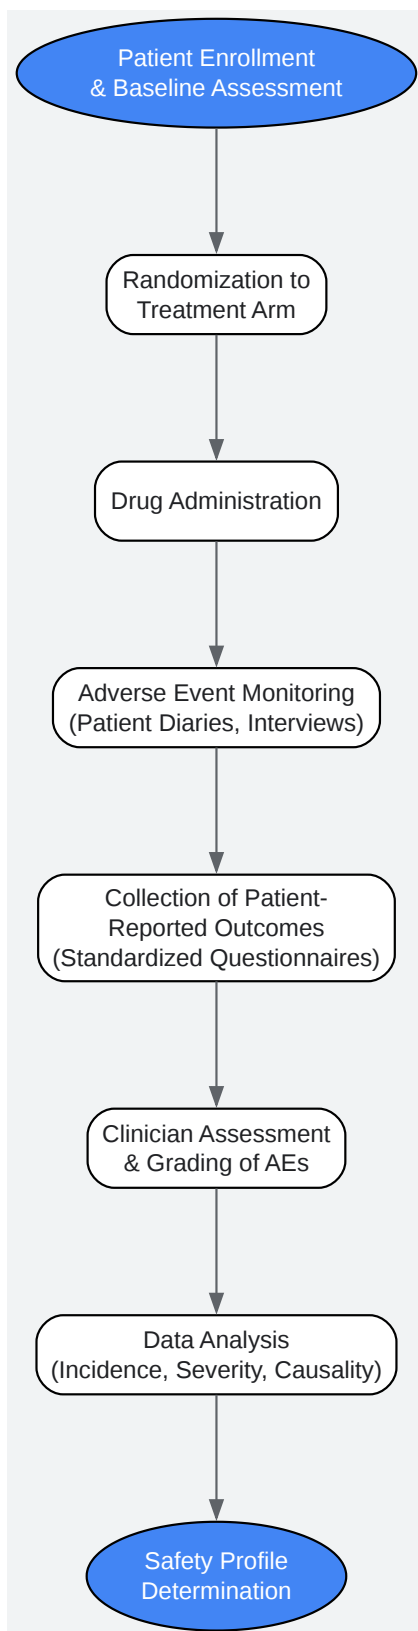 Patient Enrollment
& Baseline Assessment
Randomization to
Treatment Arm
Drug Administration
Adverse Event Monitoring
(Patient Diaries, Interviews)
Collection of Patient-
Reported Outcomes
(Standardized Questionnaires)
Clinician Assessment
& Grading of AEs
Data Analysis
(Incidence, Severity, Causality)
Safety Profile
Determination